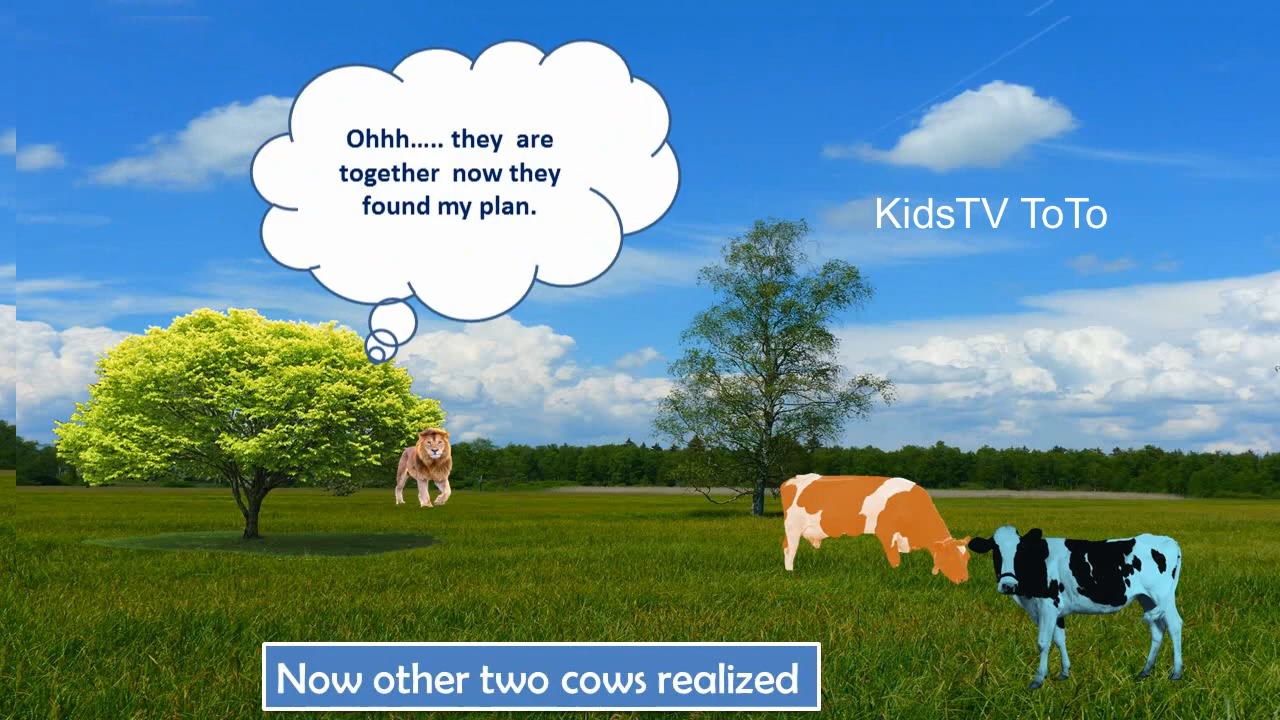 Ohhh..... they are
together now they
found my plan.
KidsTV ToTo
Now other two cows realized